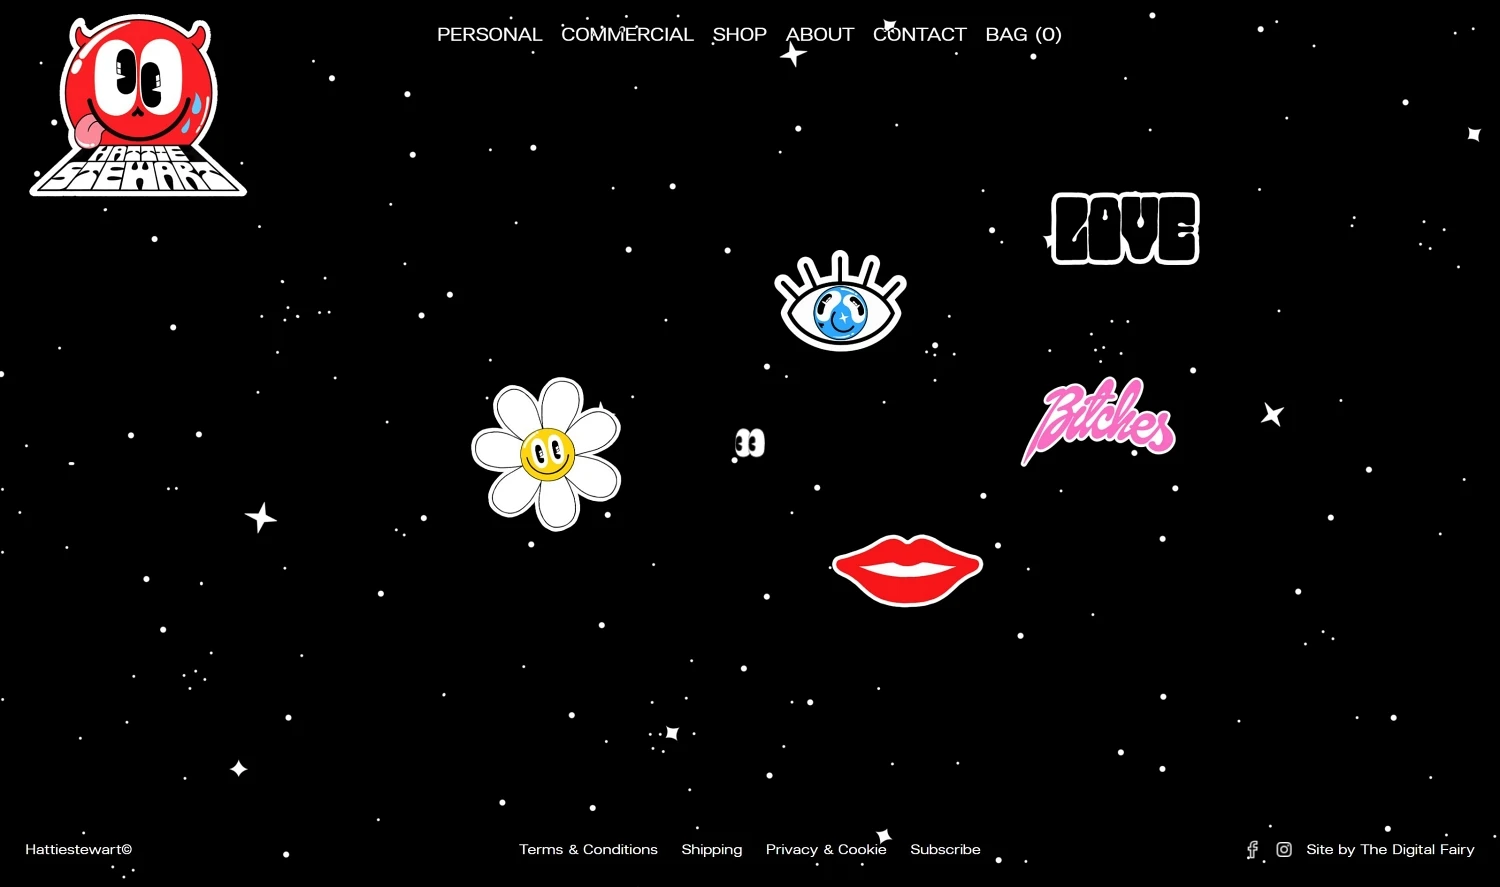 HATTIE
STEWART
PERSONAL COMMERCIAL SHOP ABOUT CONTACT BAG (0)
LOVE
Bitches
Hattiestewart© Terms & Conditions Shipping Privacy & Cookie Subscribe Site by The Digital Fairy